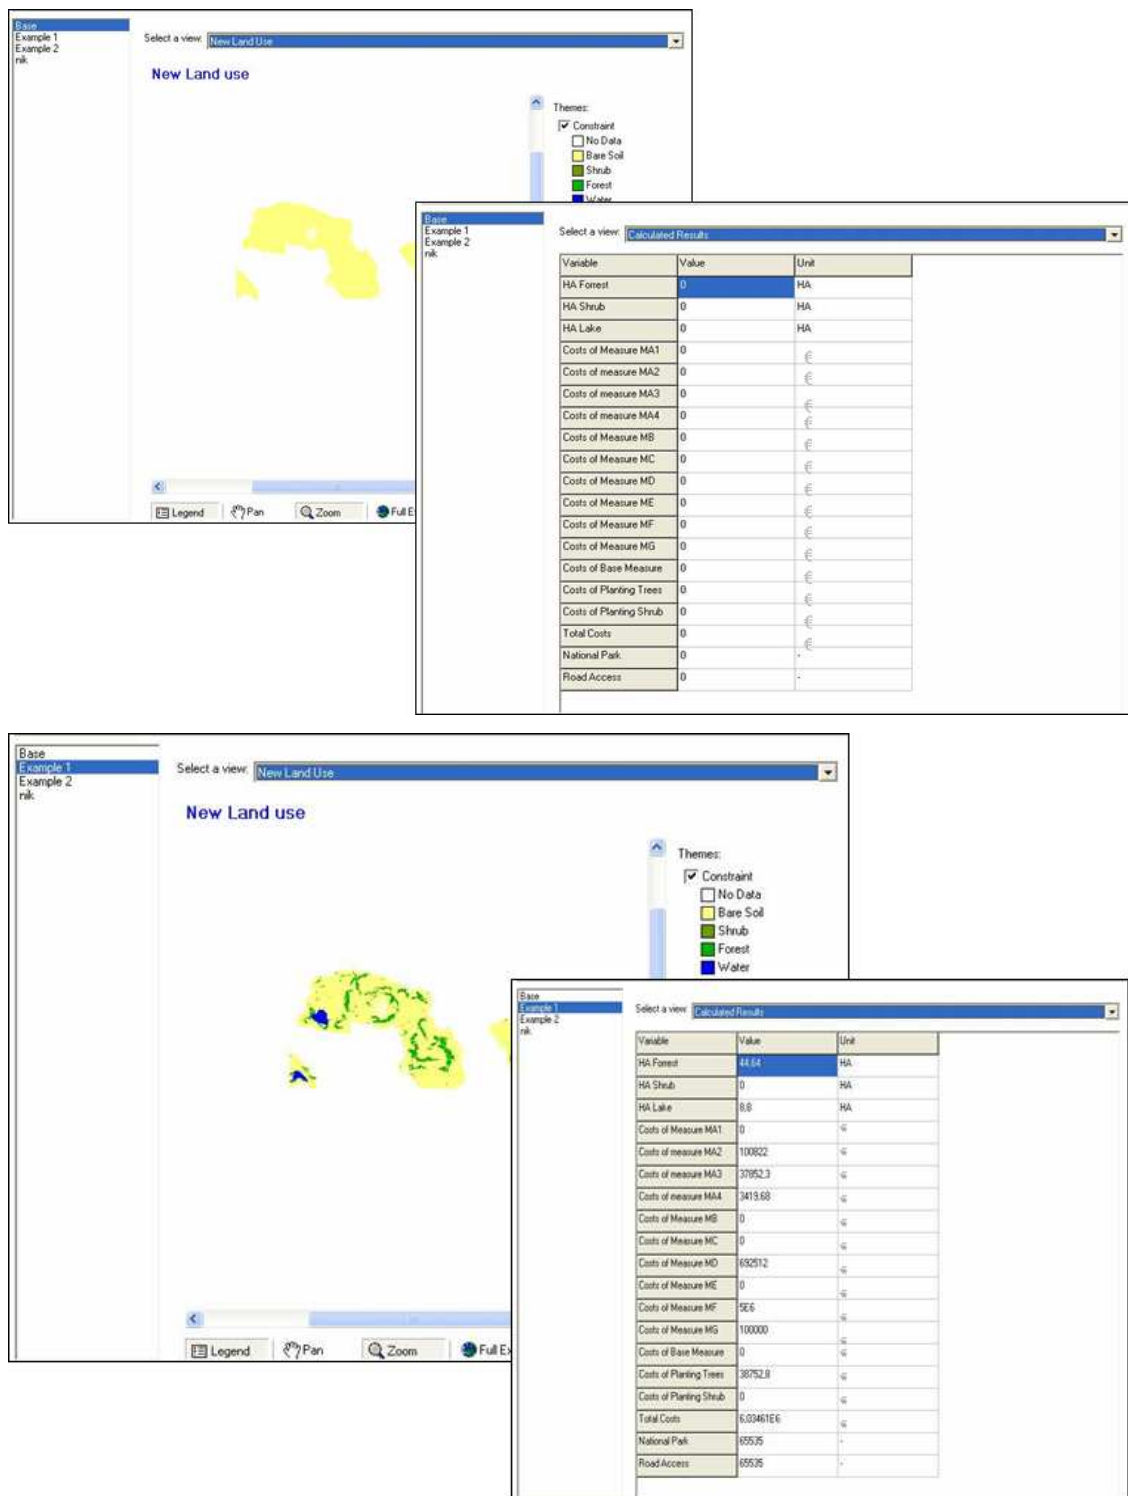 Base
Example 1
Example 2
nik
Select a view: New Land Use
New Land use
Themes:
Constraint
No Data
Bare Soil
Shrub
Forest
Water
Legend Pan Zoom Full E
Base
Example 1
Example 2
nik
Select a view: Calculated Results
Variable Value Unit
HA Forrest 0 HA
HA Shrub 0 HA
HA Lake 0 HA
Costs of Measure MA1 0 €
Costs of measure MA2 0 €
Costs of measure MA3 0 €
Costs of measure MA4 0 €
Costs of Measure MB 0 €
Costs of Measure MC 0 €
Costs of Measure MD 0 €
Costs of Measure ME 0 €
Costs of Measure MF 0 €
Costs of Measure MG 0 €
Costs of Base Measure 0 €
Costs of Planting Trees 0 €
Costs of Planting Shrub 0 €
Total Costs 0 €
National Park 0 -
Road Access 0 -
Base
Example 1
Example 2
nik
Select a view: New Land Use
New Land use
Themes:
Constraint
No Data
Bare Soil
Shrub
Forest
Water
Legend Pan Zoom Full Ex
Base
Example 1
Example 2
nik
Select a view: Calculated Results
Variable Value Unit
HA Forrest 44,64 HA
HA Shrub 0 HA
HA Lake 8,8 HA
Costs of Measure MA1 0 €
Costs of measure MA2 100822 €
Costs of measure MA3 37852,3 €
Costs of measure MA4 3419,68 €
Costs of Measure MB 0 €
Costs of Measure MC 0 €
Costs of Measure MD 692512 €
Costs of Measure ME 0 €
Costs of Measure MF 5E6 €
Costs of Measure MG 100000 €
Costs of Base Measure 0 €
Costs of Planting Trees 38752,8 €
Costs of Planting Shrub 0 €
Total Costs 6,03461E6 €
National Park 65535 -
Road Access 65535 -